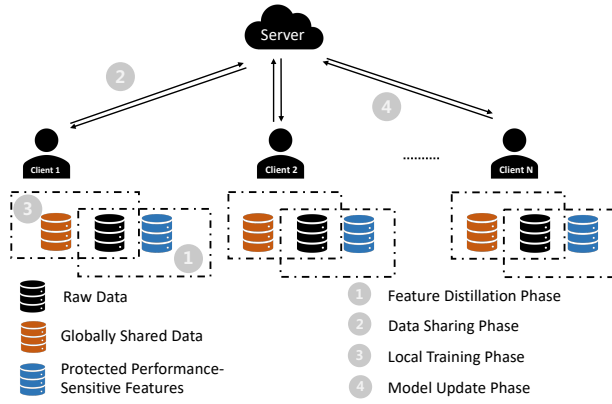 Server
2
4
Client 1
Client 2
Client N
3
1
Raw Data
Globally Shared Data
Protected Performance-
Sensitive Features
1 Feature Distillation Phase
2 Data Sharing Phase
3 Local Training Phase
4 Model Update Phase